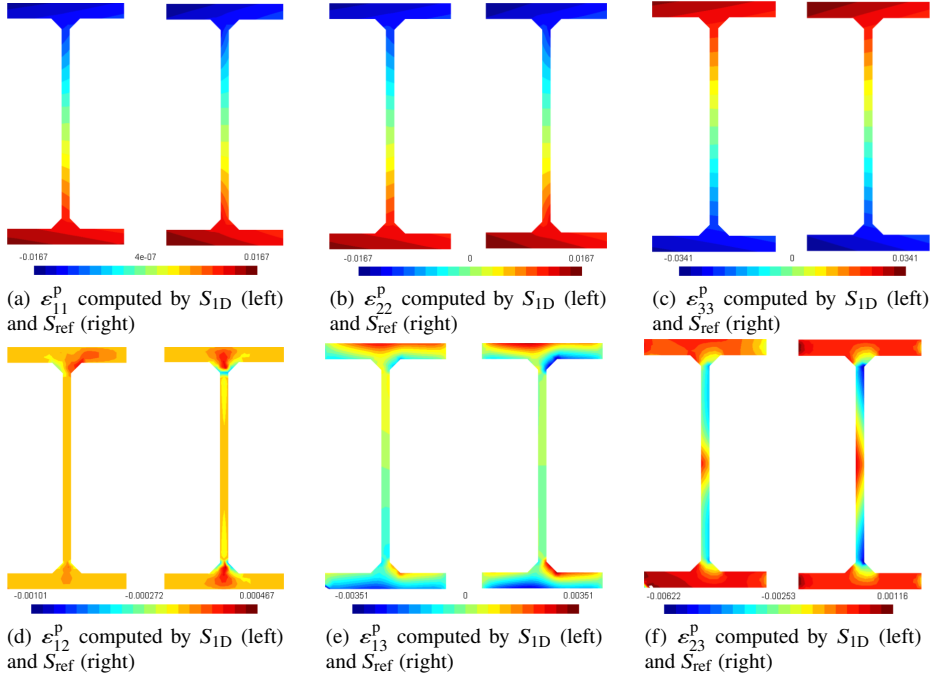 -0.0167 4e-07 0.0167
-0.0167 0 0.0167
-0.0341 0 0.0341
(a) ε^p_11 computed by S_1D (left)
and S_ref (right)
(b) ε^p_22 computed by S_1D (left)
and S_ref (right)
(c) ε^p_33 computed by S_1D (left)
and S_ref (right)
-0.00101 -0.000272 0.000467
-0.00351 0 0.00351
-0.00622 -0.00253 0.00116
(d) ε^p_12 computed by S_1D (left)
and S_ref (right)
(e) ε^p_13 computed by S_1D (left)
and S_ref (right)
(f) ε^p_23 computed by S_1D (left)
and S_ref (right)